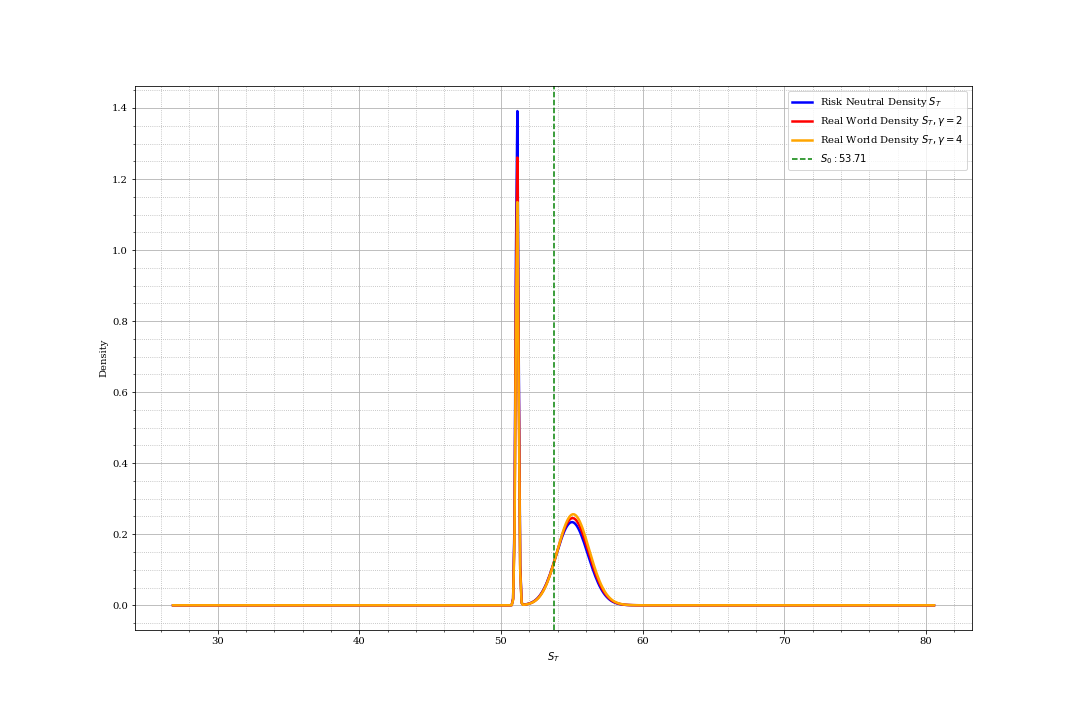 Risk Neutral Density S_T
Real World Density S_T, γ = 2
Real World Density S_T, γ = 4
S_0 : 53.71
1.4
1.2
1.0
0.8
0.6
0.4
0.2
0.0
Density
30
40
50
60
70
80
S_T